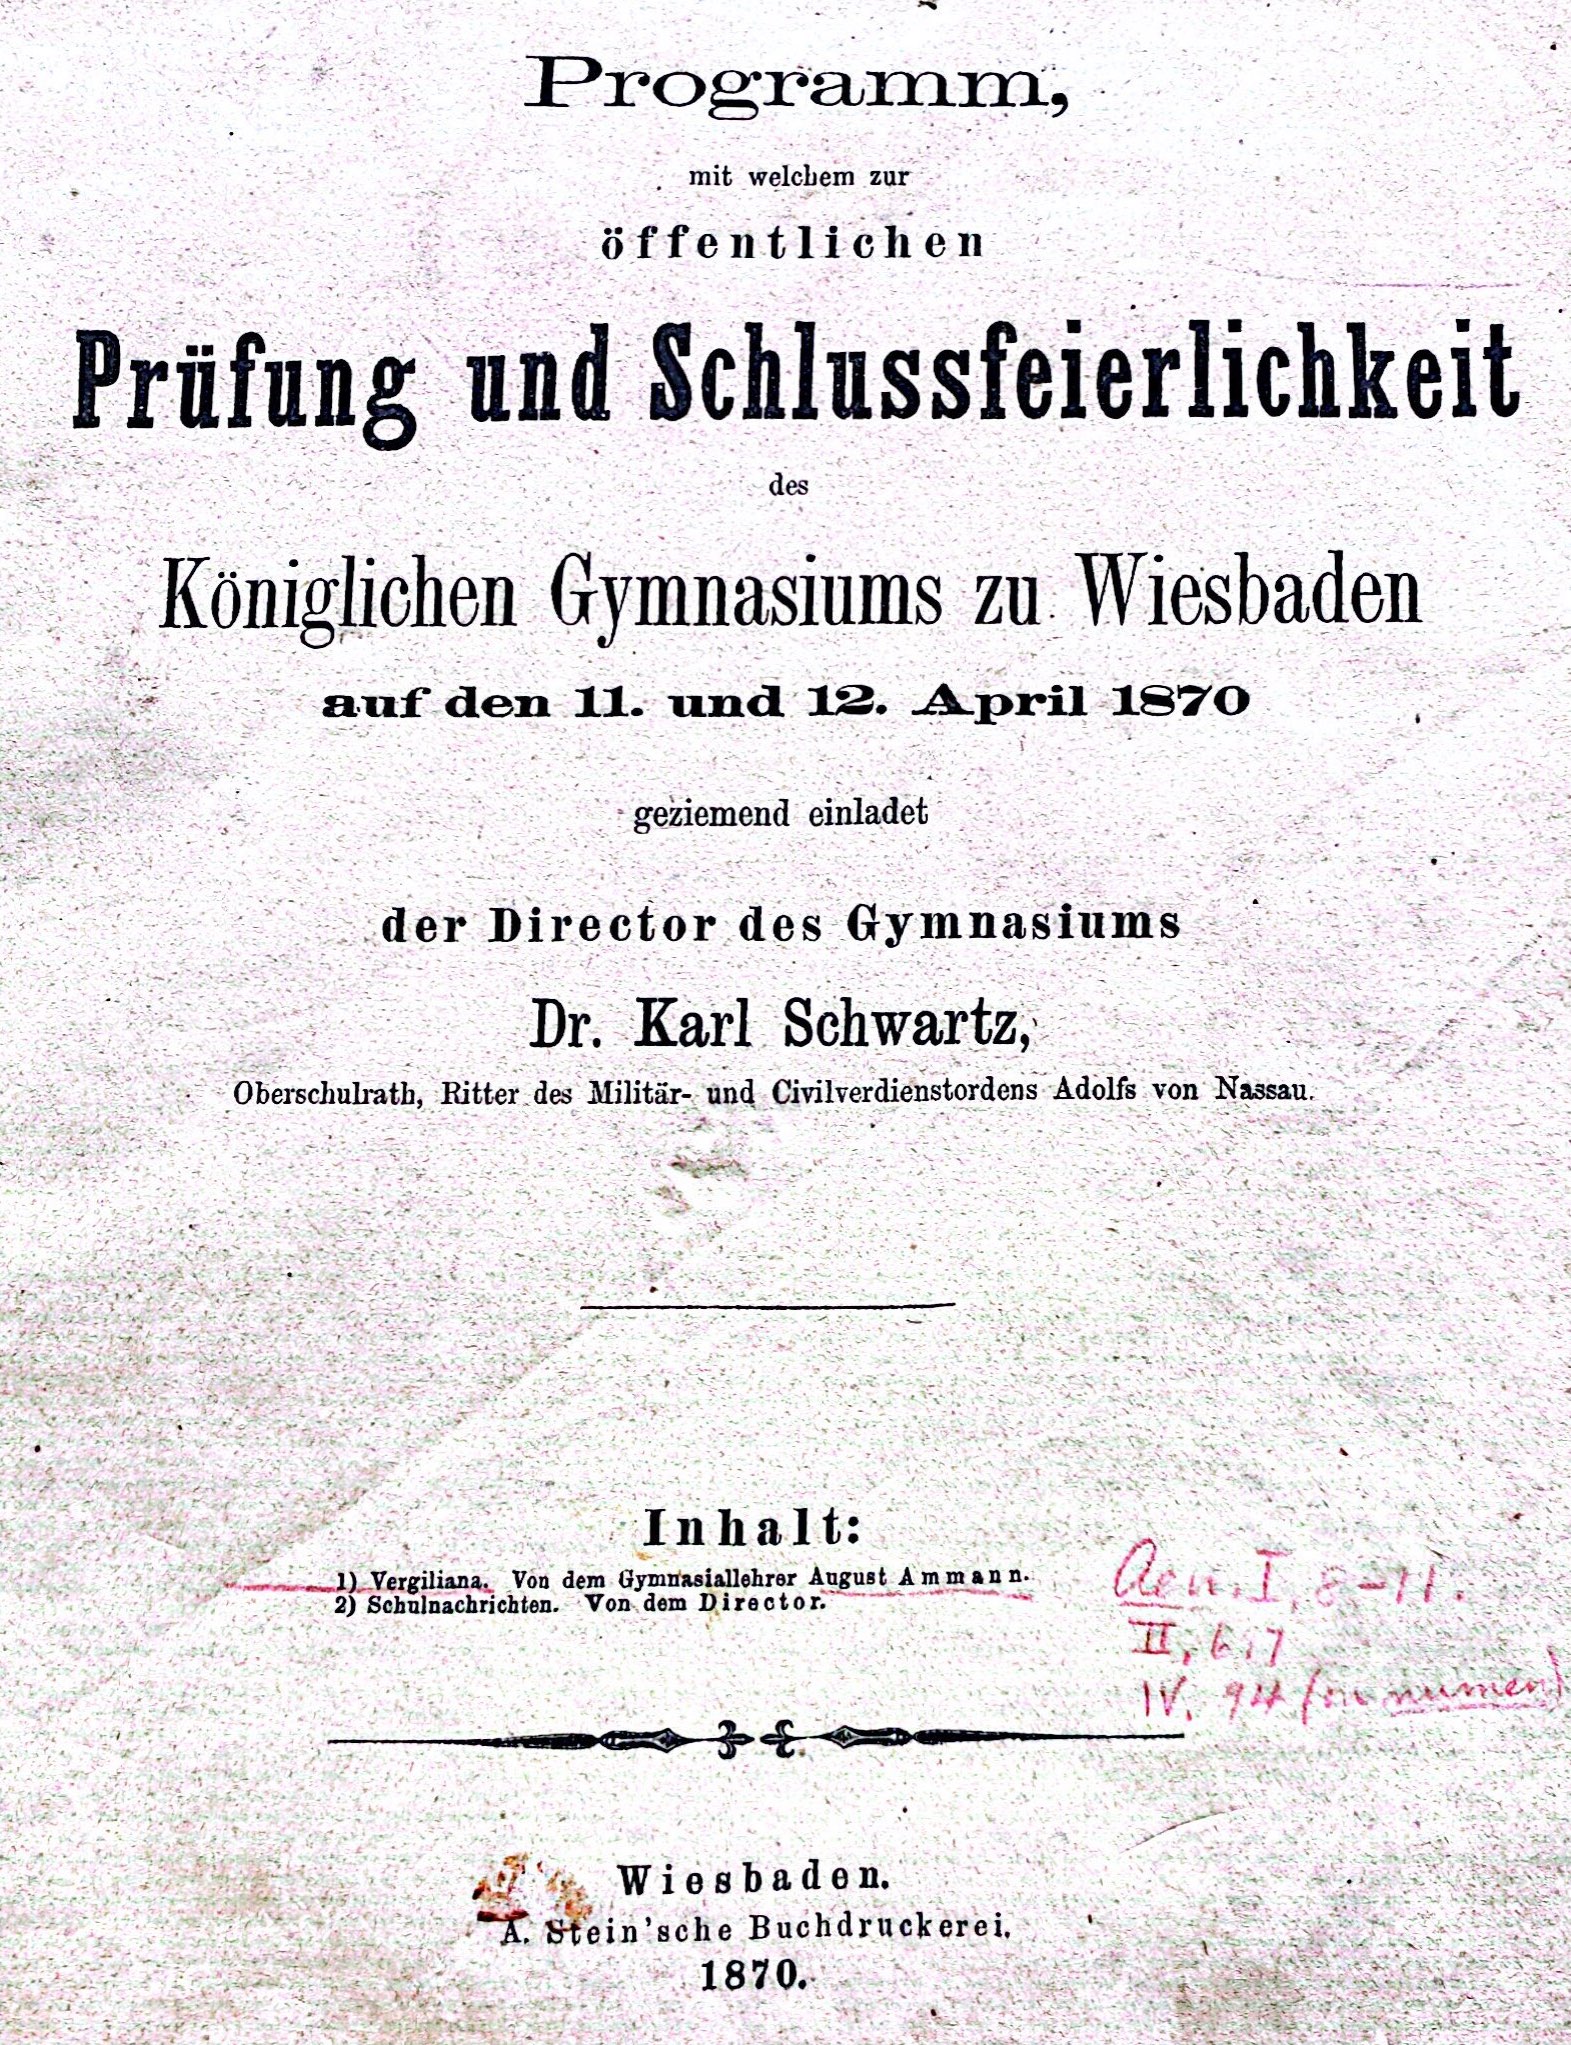 Programm,
mit welchem zur
öffentlichen
Prüfung und Schlussfeierlichkeit
des
Königlichen Gymnasiums zu Wiesbaden
auf den 11. und 12. April 1870
geziemend einladet
der Director des Gymnasiums
Dr. Karl Schwartz,
Oberschulrath, Ritter des Militär- und Civilverdienstordens Adolfs von Nassau.
Inhalt:
1) Vergiliana. Von dem Gymnasiallehrer August Ammann.
2) Schulnachrichten. Von dem Director.
Aen. I, 8-11.
II, 6, 7
IV. 94 (on numen)
Wiesbaden.
A. Stein'sche Buchdruckerei.
1870.